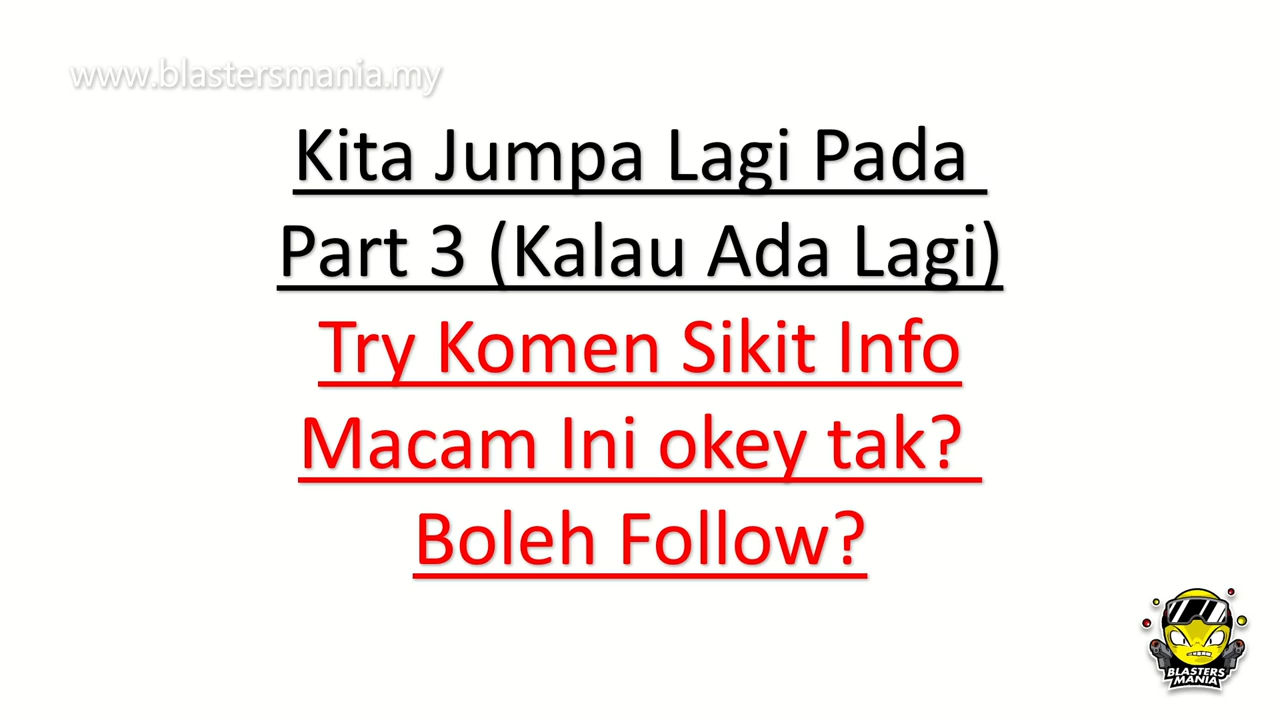 www.blastersmania.my
Kita Jumpa Lagi Pada
Part 3 (Kalau Ada Lagi)
Try Komen Sikit Info
Macam Ini okey tak?
Boleh Follow?
BLASTERS
MANIA